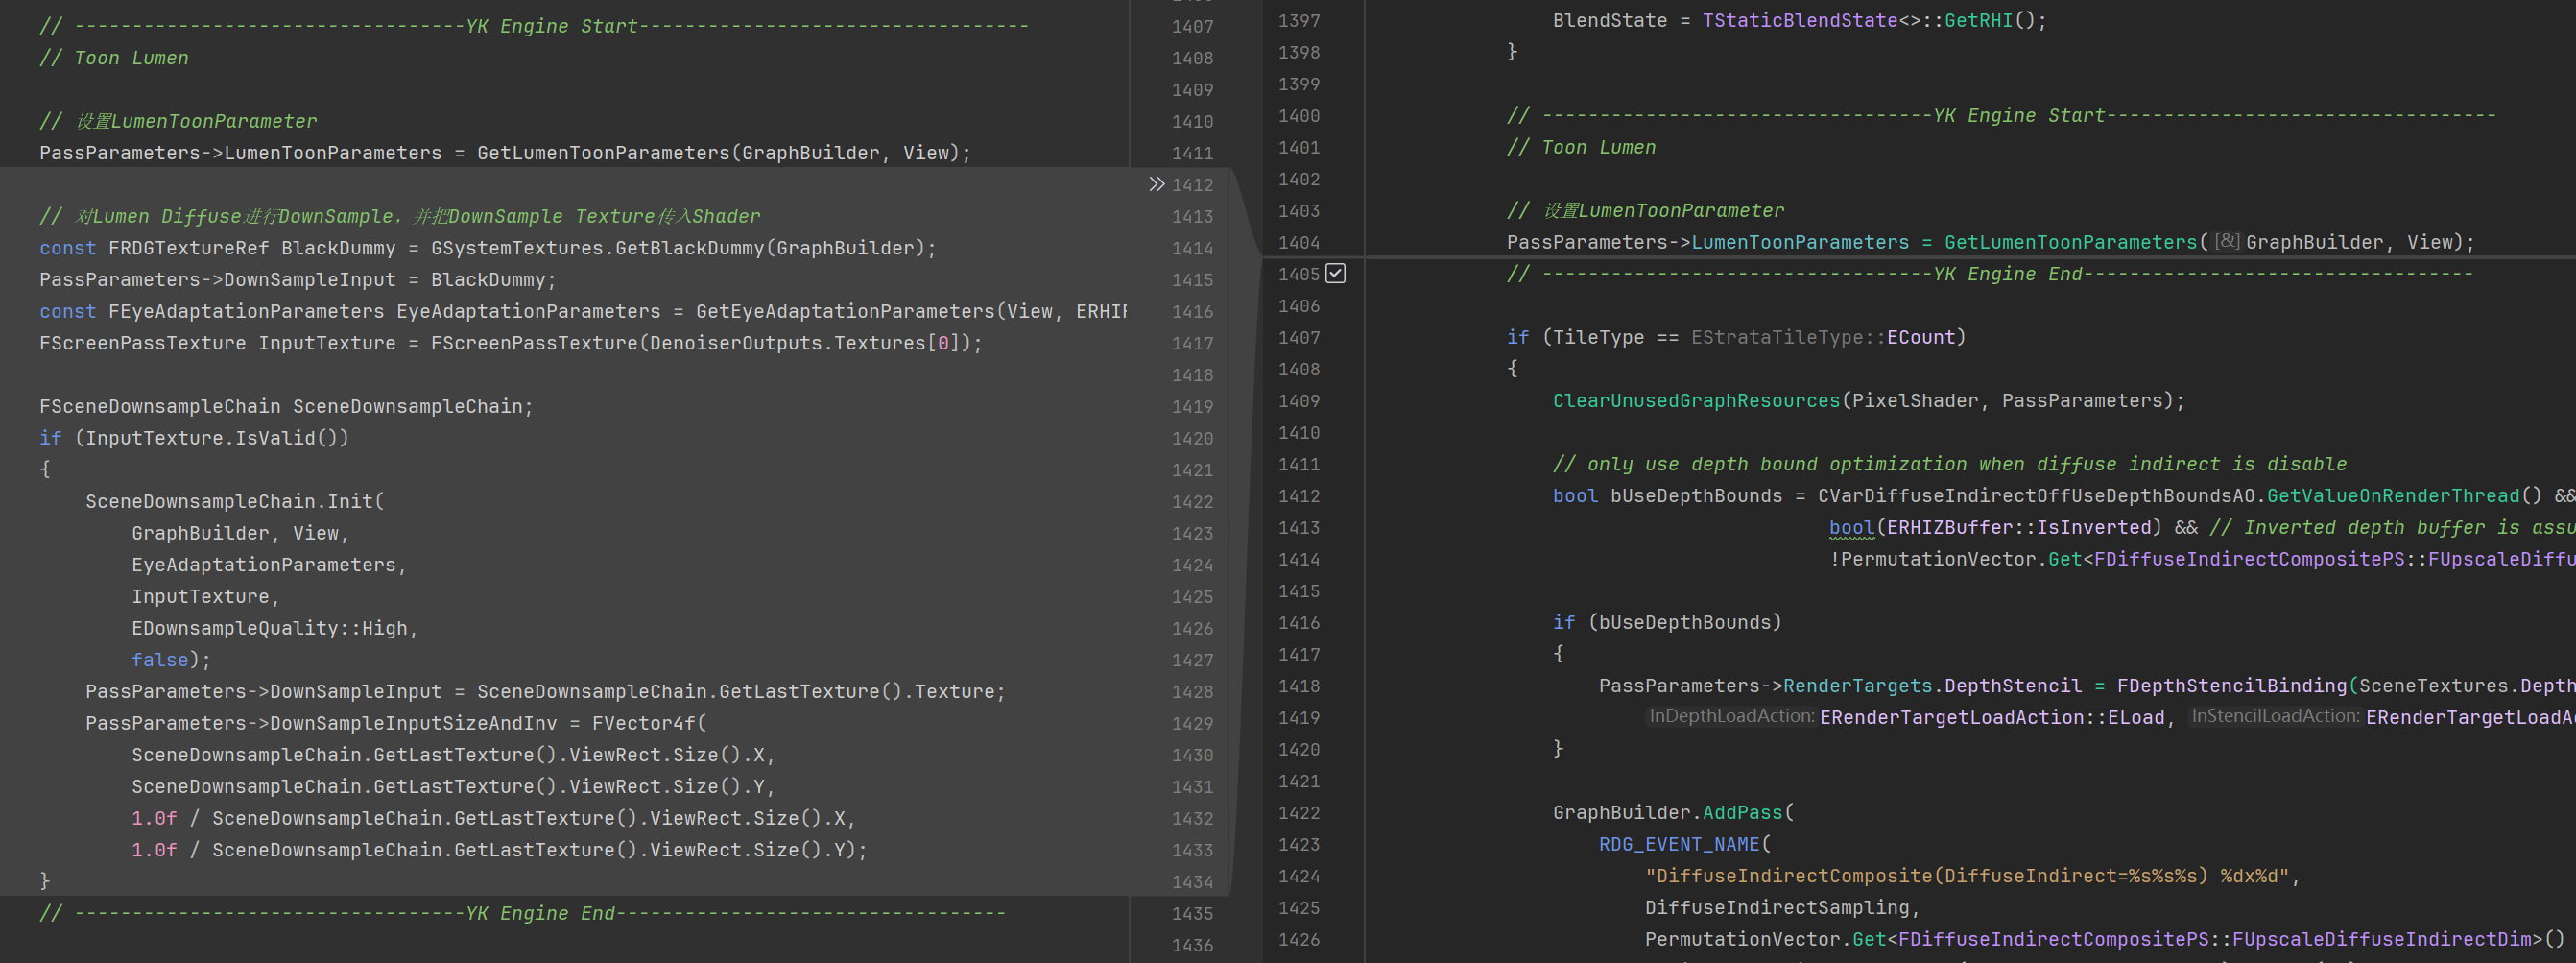 // ----------------------------------YK Engine Start----------------------------------
// Toon Lumen
// 设置LumenToonParameter
PassParameters->LumenToonParameters = GetLumenToonParameters(GraphBuilder, View);
// 对Lumen Diffuse进行DownSample. 并把DownSample Texture传入Shader
const FRDGTextureRef BlackDummy = GSystemTextures.GetBlackDummy(GraphBuilder);
PassParameters->DownSampleInput = BlackDummy;
const FEyeAdaptationParameters EyeAdaptationParameters = GetEyeAdaptationParameters(View, ERHIF
FScreenPassTexture InputTexture = FScreenPassTexture(DenoiserOutputs.Textures[0]);
FSceneDownsampleChain SceneDownsampleChain;
if (InputTexture.IsValid())
{
SceneDownsampleChain.Init(
GraphBuilder, View,
EyeAdaptationParameters,
InputTexture,
EDownsampleQuality::High,
false);
PassParameters->DownSampleInput = SceneDownsampleChain.GetLastTexture().Texture;
PassParameters->DownSampleInputSizeAndInv = FVector4f(
SceneDownsampleChain.GetLastTexture().ViewRect.Size().X,
SceneDownsampleChain.GetLastTexture().ViewRect.Size().Y,
1.0f / SceneDownsampleChain.GetLastTexture().ViewRect.Size().X,
1.0f / SceneDownsampleChain.GetLastTexture().ViewRect.Size().Y);
}
// ----------------------------------YK Engine End----------------------------------
1407
1408
1409
1410
1411
1412
1413
1414
1415
1416
1417
1418
1419
1420
1421
1422
1423
1424
1425
1426
1427
1428
1429
1430
1431
1432
1433
1434
1435
1436
1397 BlendState = TStaticBlendState<>::GetRHI();
1398 }
1399
1400 // ----------------------------------YK Engine Start----------------------------------
1401 // Toon Lumen
1402
1403 // 设置LumenToonParameter
1404 PassParameters->LumenToonParameters = GetLumenToonParameters([&]GraphBuilder, View);
1405 // ----------------------------------YK Engine End----------------------------------
1406
1407 if (TileType == EStrataTileType::ECount)
1408 {
1409 ClearUnusedGraphResources(PixelShader, PassParameters);
1410
1411 // only use depth bound optimization when diffuse indirect is disable
1412 bool bUseDepthBounds = CVarDiffuseIndirectOffUseDepthBoundsAO.GetValueOnRenderThread() &&
1413 bool(ERHIZBuffer::IsInverted) && // Inverted depth buffer is assu
1414 !PermutationVector.Get<FDiffuseIndirectCompositePS::FUpscaleDiffu
1415
1416 if (bUseDepthBounds)
1417 {
1418 PassParameters->RenderTargets.DepthStencil = FDepthStencilBinding(SceneTextures.Depth
1419 InDepthLoadAction: ERenderTargetLoadAction::ELoad, InStencilLoadAction: ERenderTargetLoadA
1420 }
1421
1422 GraphBuilder.AddPass(
1423 RDG_EVENT_NAME(
1424 "DiffuseIndirectComposite(DiffuseIndirect=%s%s%s) %dx%d",
1425 DiffuseIndirectSampling,
1426 PermutationVector.Get<FDiffuseIndirectCompositePS::FUpscaleDiffuseIndirectDim>()